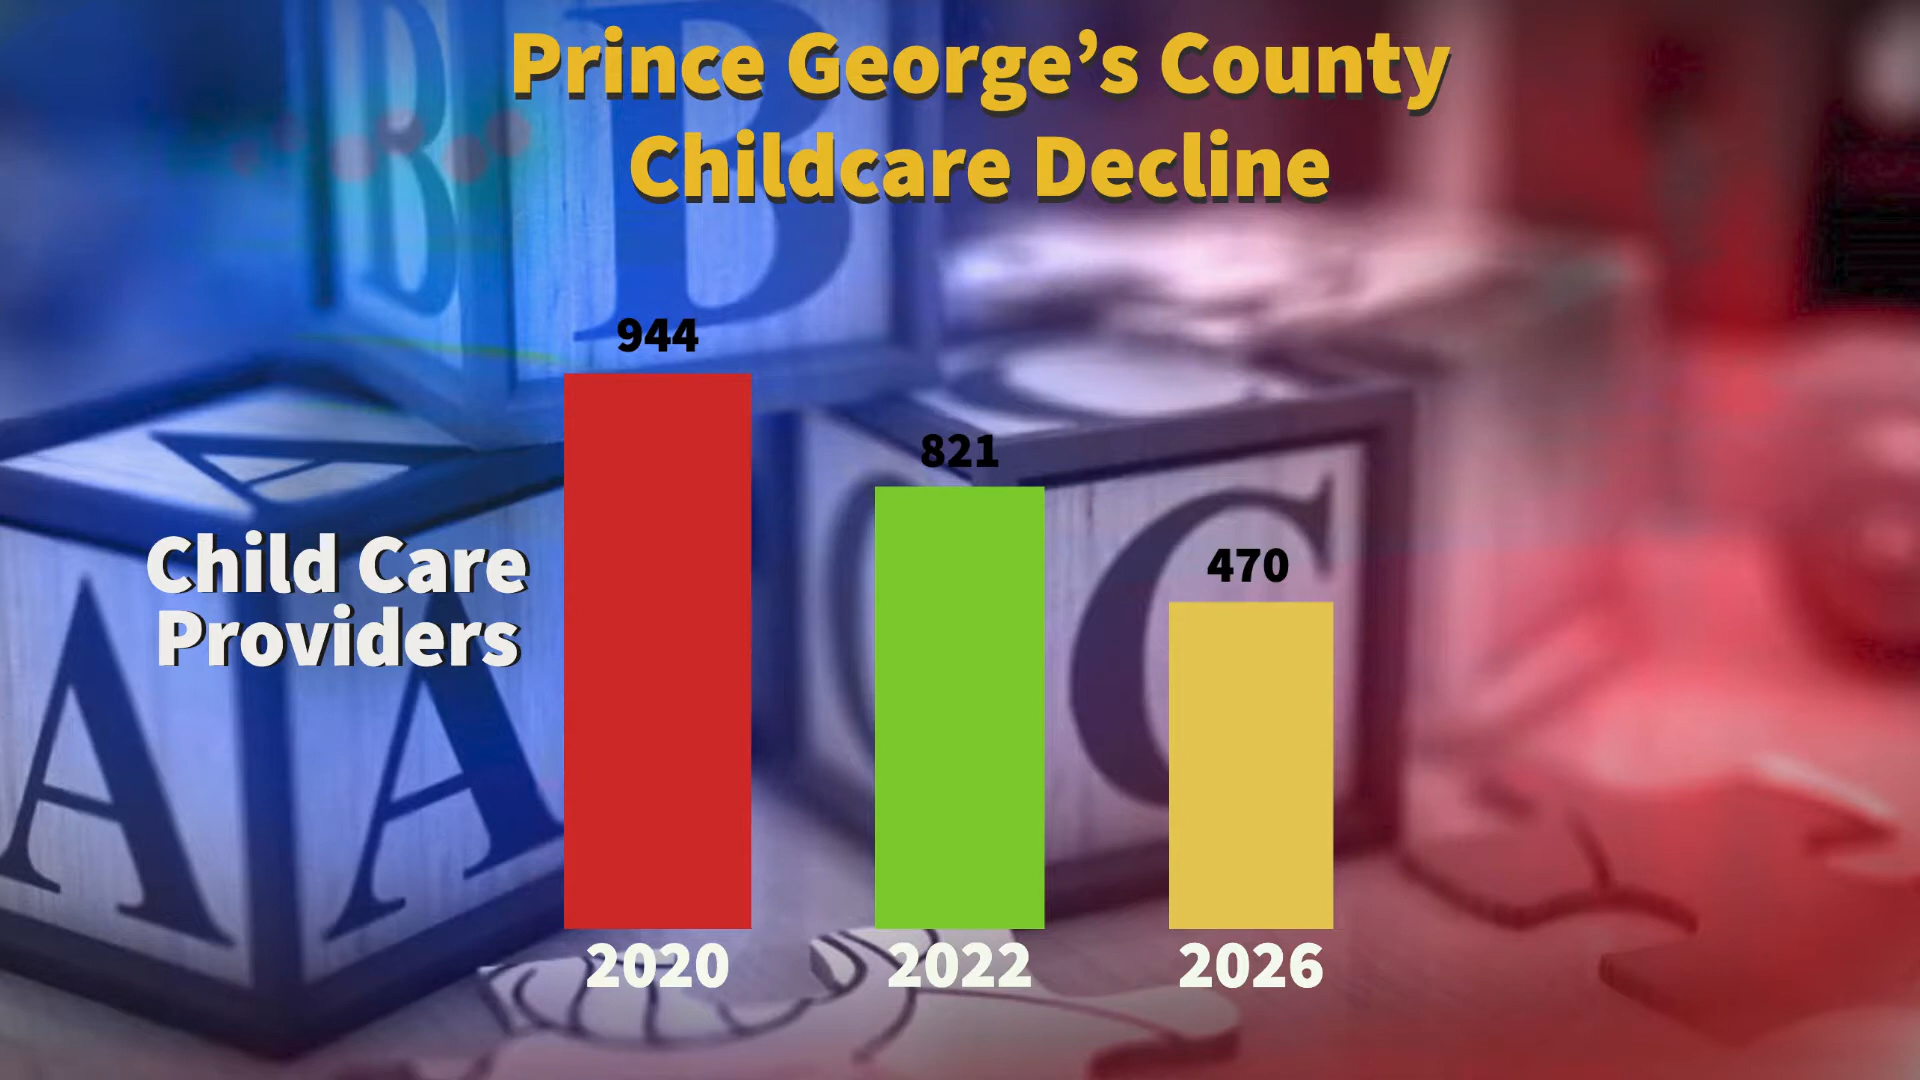 Prince George’s County
Childcare Decline
944
821
470
Child Care
Providers
2020
2022
2026
B
B
A
A
A
C